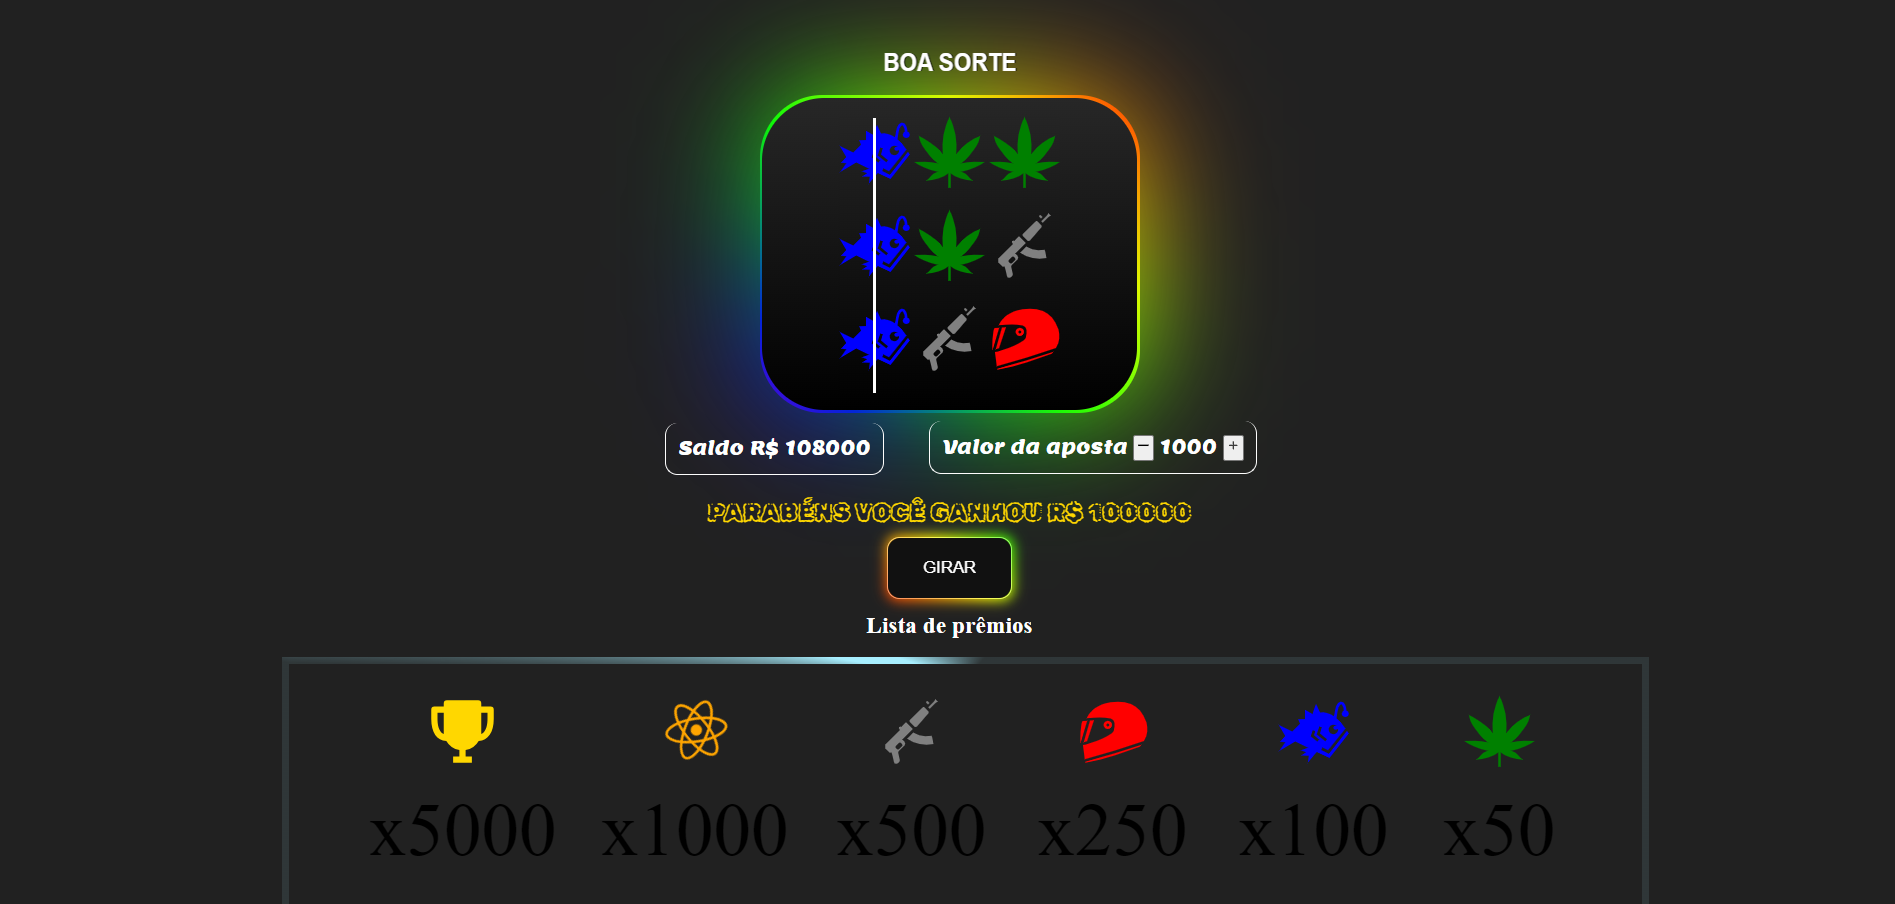 BOA SORTE
Saldo R$ 108000
Valor da aposta − 1000 +
PARABÉNS VOCÊ GANHOU R$ 100000
GIRAR
Lista de prêmios
x5000 x1000 x500 x250 x100 x50